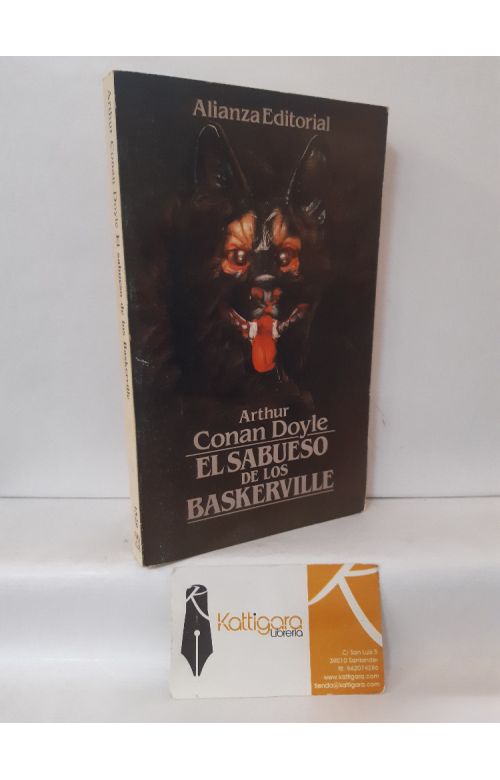 Alianza Editorial
Arthur
Conan Doyle
EL SABUESO
DE LOS
BASKERVILLE
Arthur Conan Doyle El sabueso de los Baskerville
Kattigara
Librería
C/ San Luis 5
39010 Santander
www.kattigara.com
tienda@kattigara.com